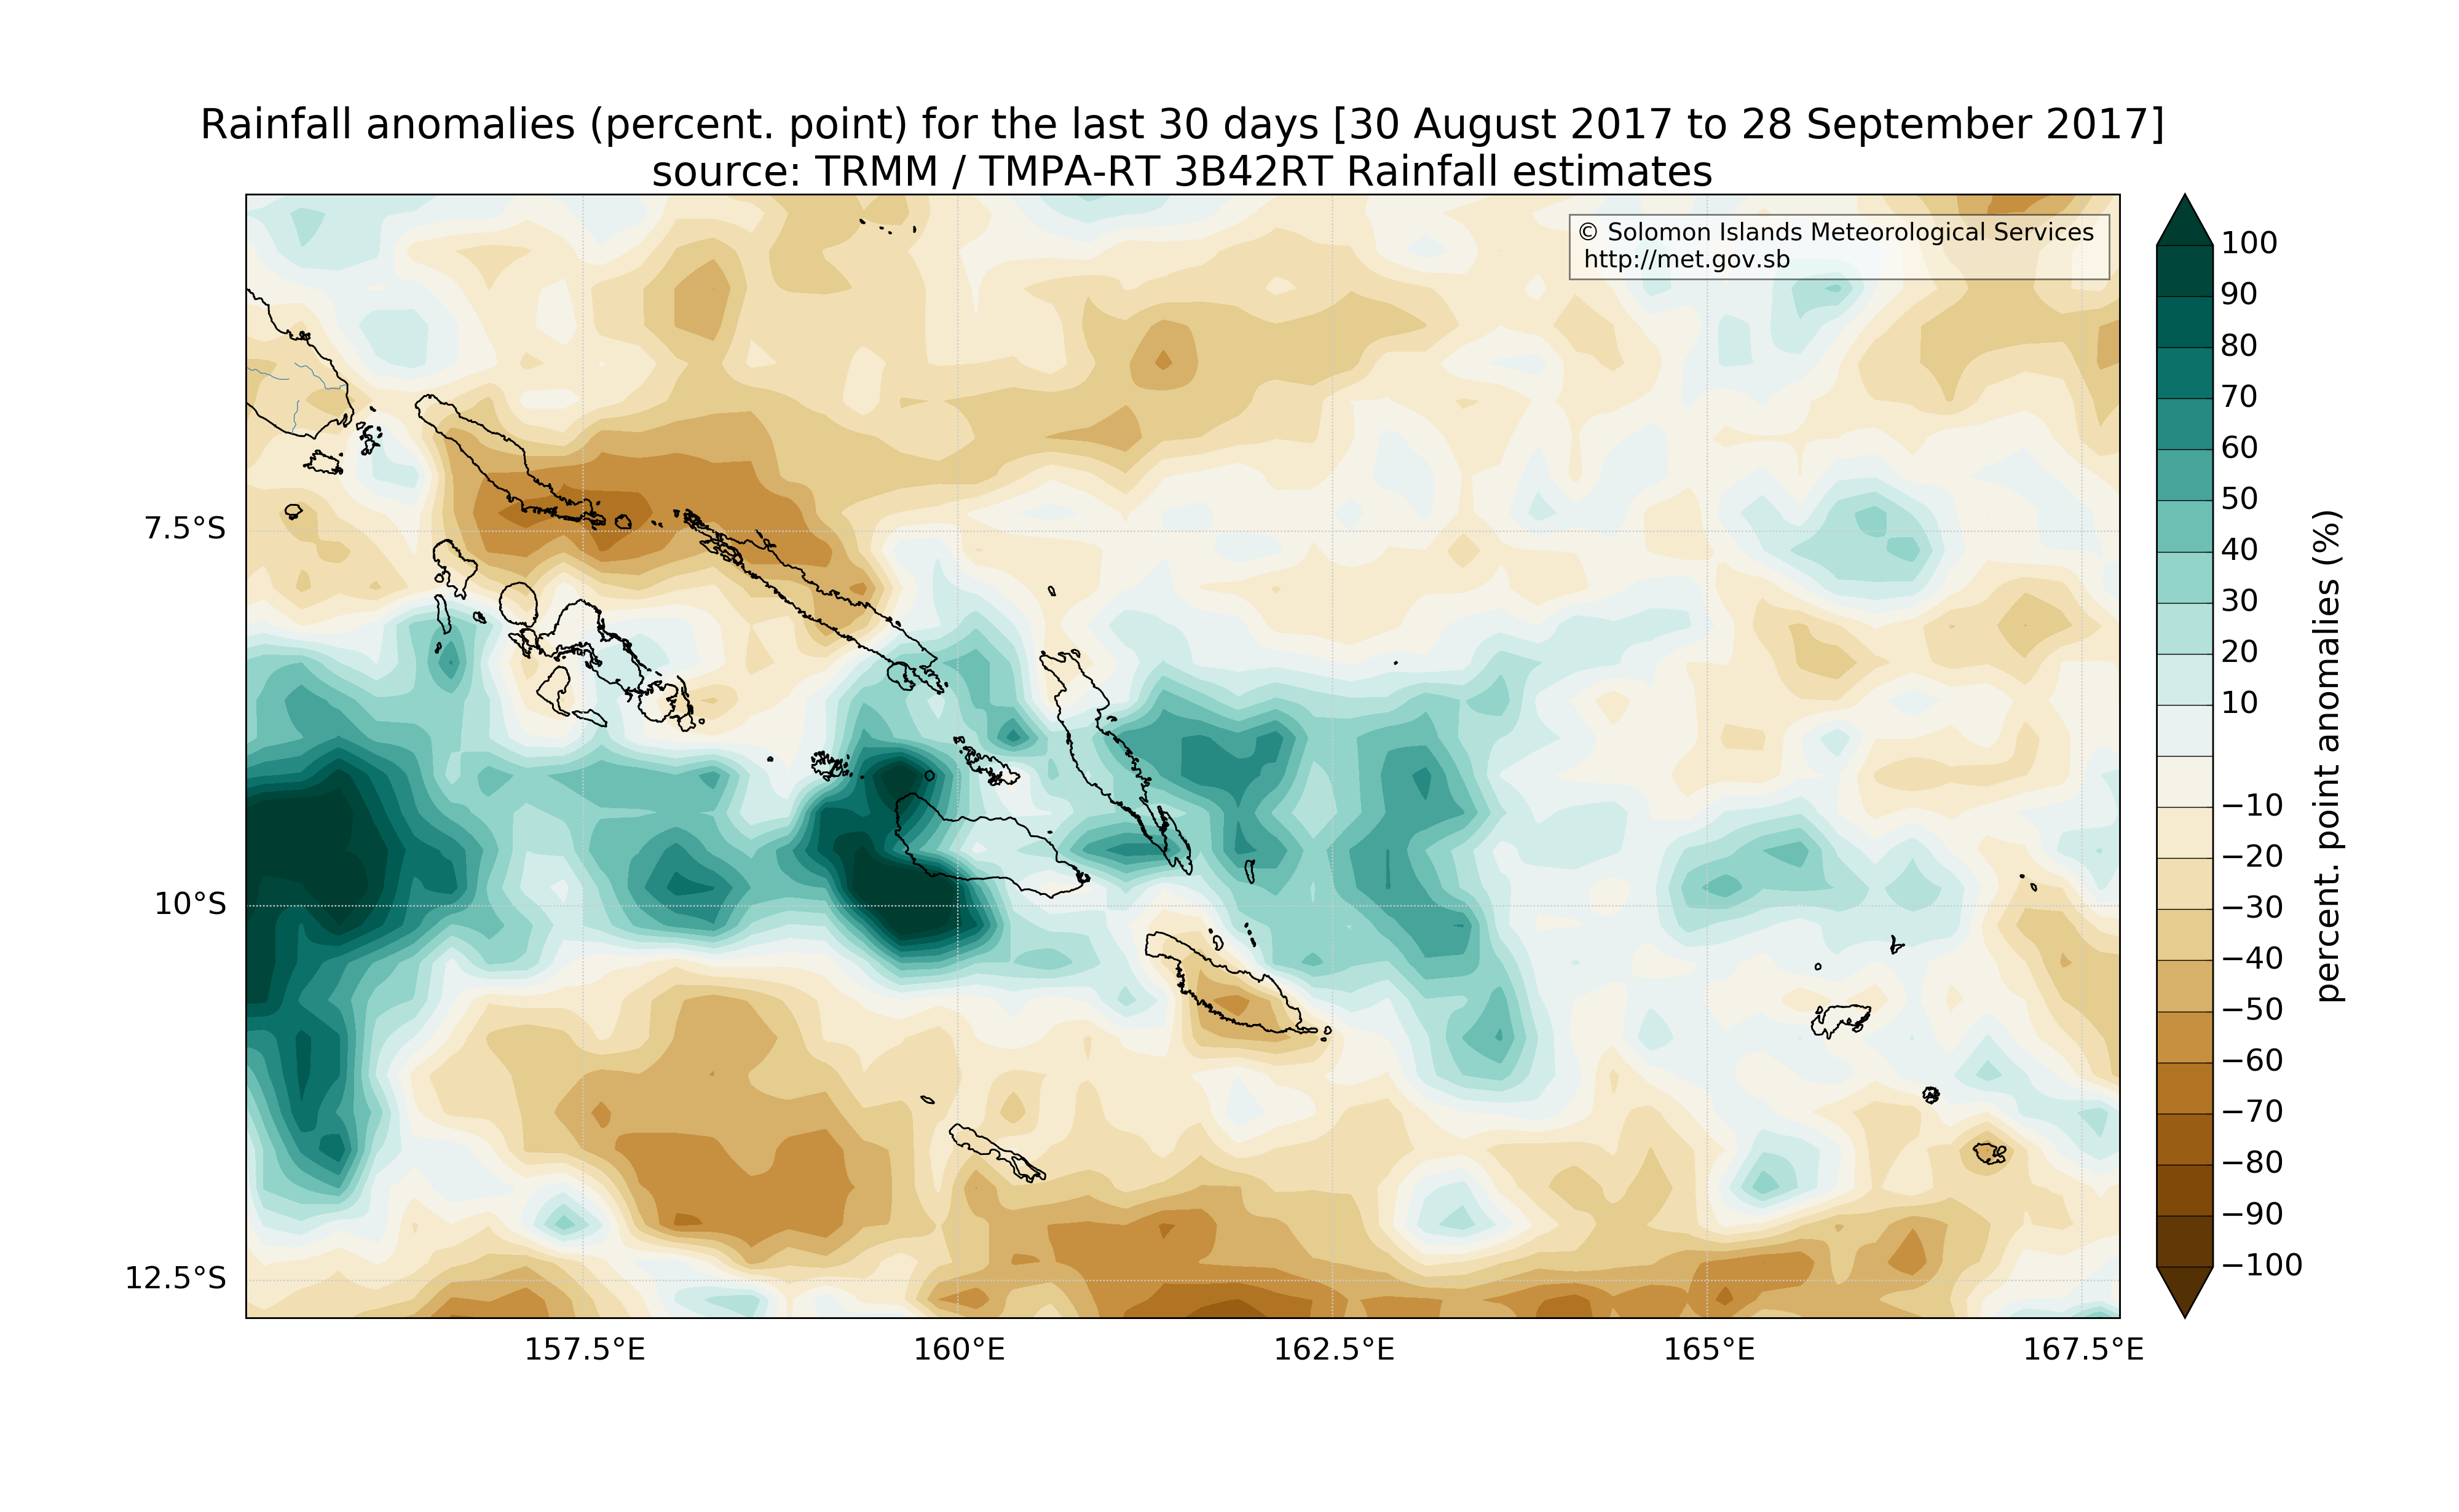 Rainfall anomalies (percent. point) for the last 30 days [30 August 2017 to 28 September 2017]
source: TRMM / TMPA-RT 3B42RT Rainfall estimates
© Solomon Islands Meteorological Services
http://met.gov.sb
7.5°S
10°S
12.5°S
157.5°E
160°E
162.5°E
165°E
167.5°E
100
90
80
70
60
50
40
30
20
10
−10
−20
−30
−40
−50
−60
−70
−80
−90
−100
percent. point anomalies (%)